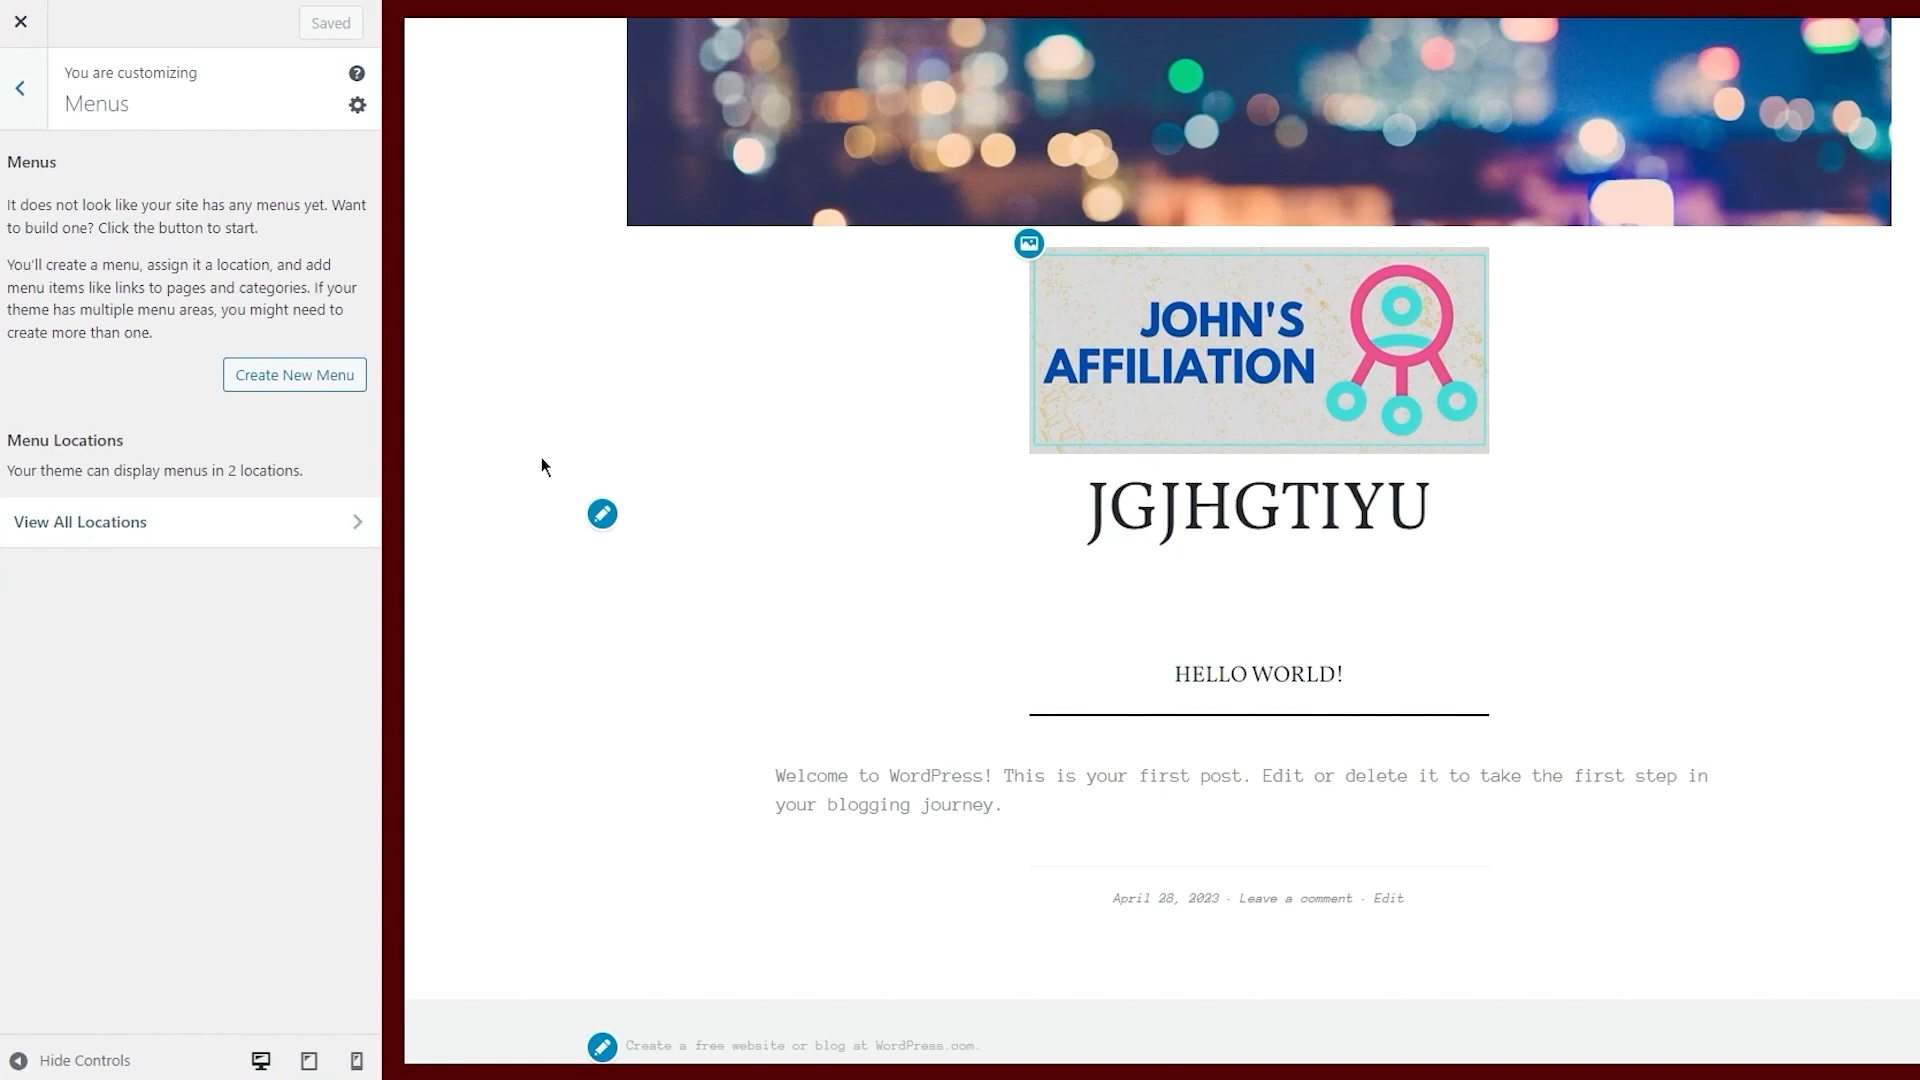 Saved
You are customizing
Menus
Menus
It does not look like your site has any menus yet. Want
to build one? Click the button to start.
You'll create a menu, assign it a location, and add
menu items like links to pages and categories. If your
theme has multiple menu areas, you might need to
create more than one.
Create New Menu
Menu Locations
Your theme can display menus in 2 locations.
View All Locations
Hide Controls
JOHN'S
AFFILIATION
JGJHGTIYU
HELLO WORLD!
Welcome to WordPress! This is your first post. Edit or delete it to take the first step in
your blogging journey.
April 28, 2023 · Leave a comment · Edit
Create a free website or blog at WordPress.com.